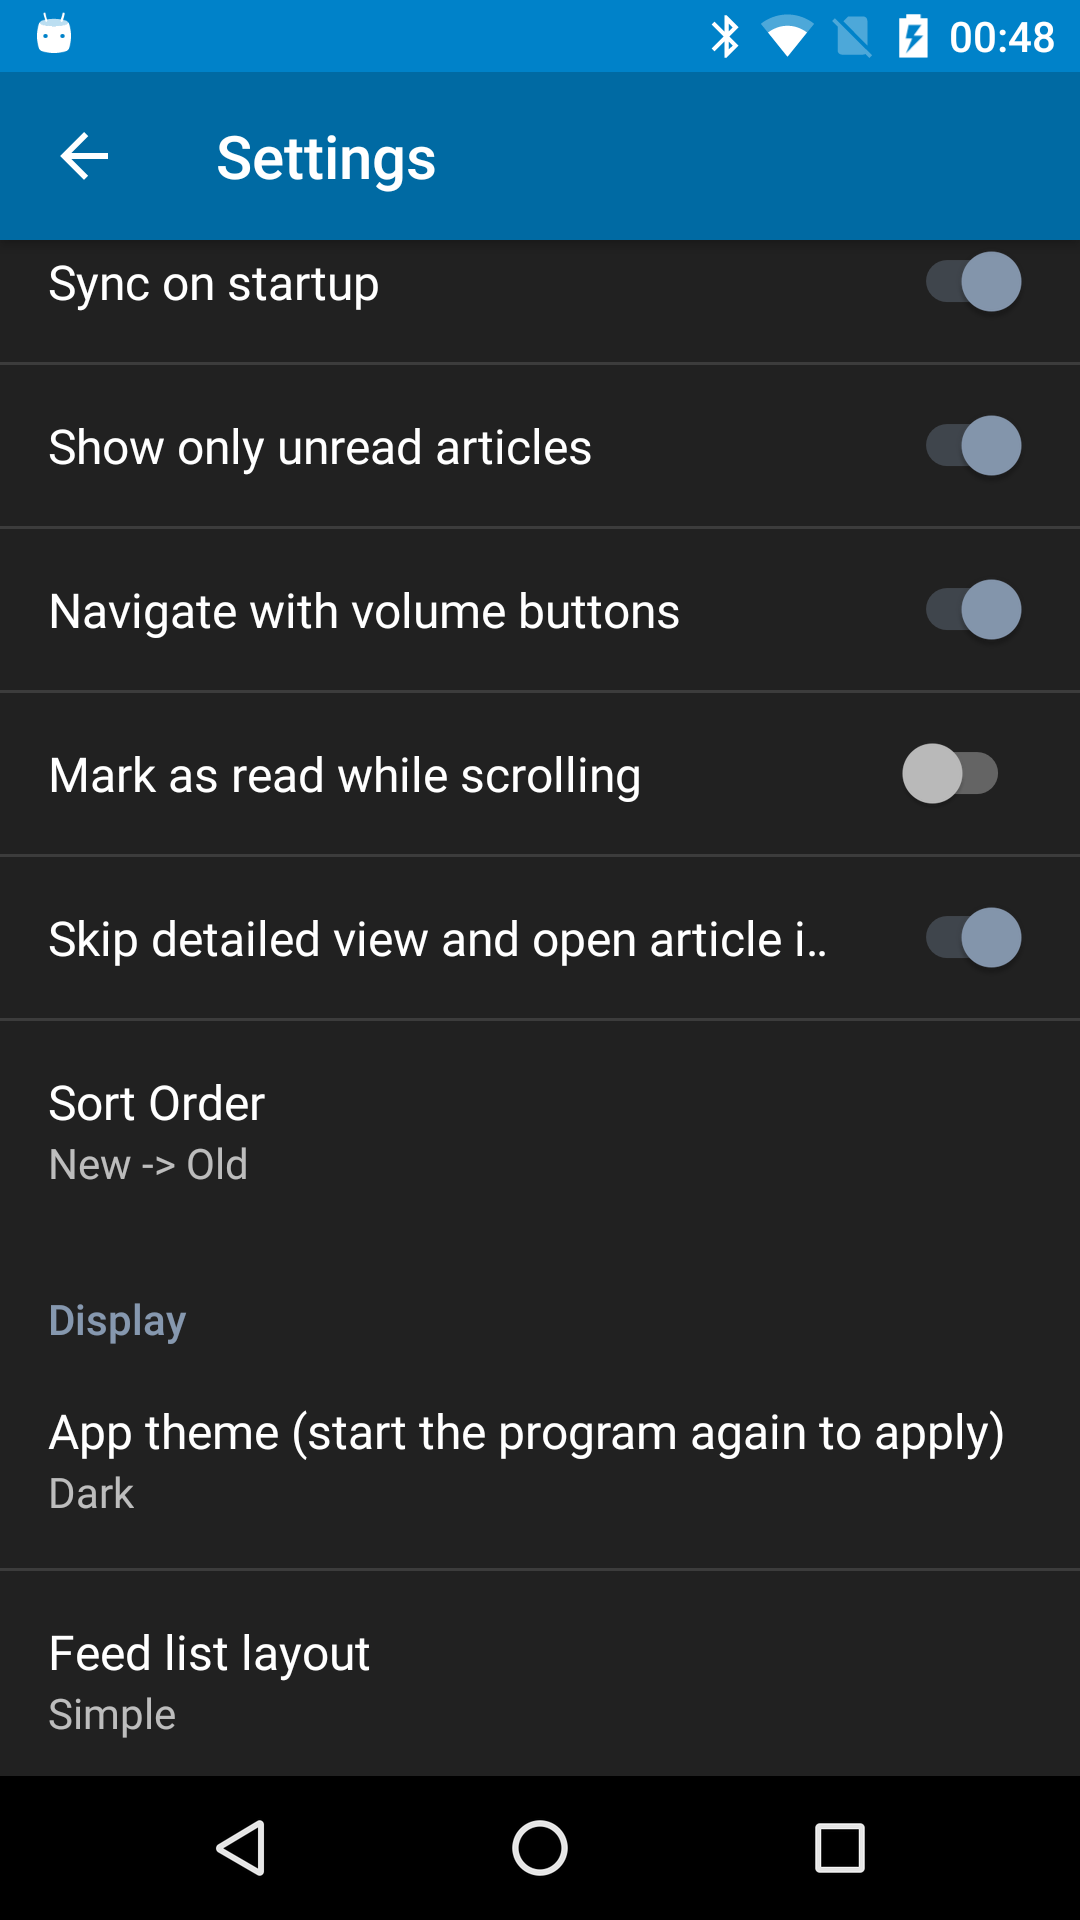 00:48
Settings
Sync on startup
Show only unread articles
Navigate with volume buttons
Mark as read while scrolling
Skip detailed view and open article i..
Sort Order
New -> Old
Display
App theme (start the program again to apply)
Dark
Feed list layout
Simple